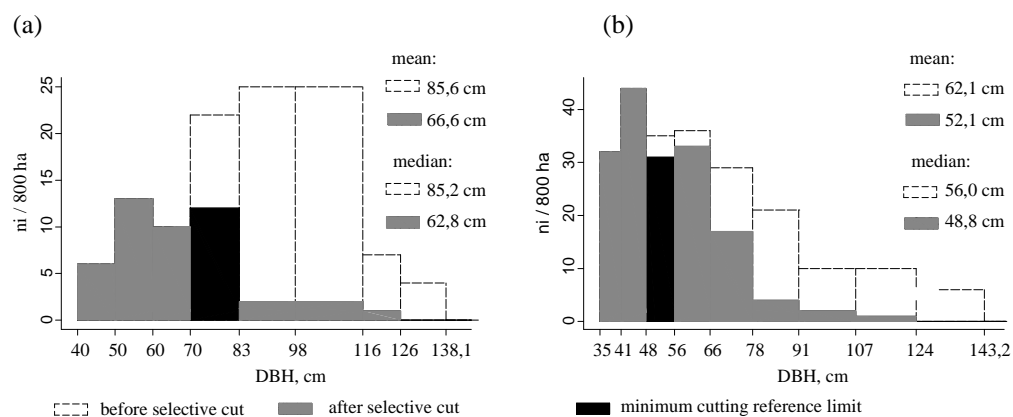 (a)
mean:
85,6 cm
66,6 cm
median:
85,2 cm
62,8 cm
ni / 800 ha
25
20
15
10
5
0
40 50 60 70 83 98 116 126 138,1
DBH, cm
(b)
mean:
62,1 cm
52,1 cm
median:
56,0 cm
48,8 cm
ni / 800 ha
40
30
20
10
0
35 41 48 56 66 78 91 107 124 143,2
DBH, cm
before selective cut after selective cut minimum cutting reference limit